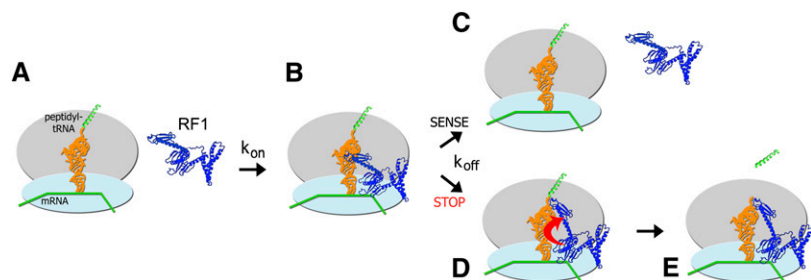 A
peptidyl-
tRNA
mRNA
RF1
kon
B
C
SENSE
koff
STOP
D
E